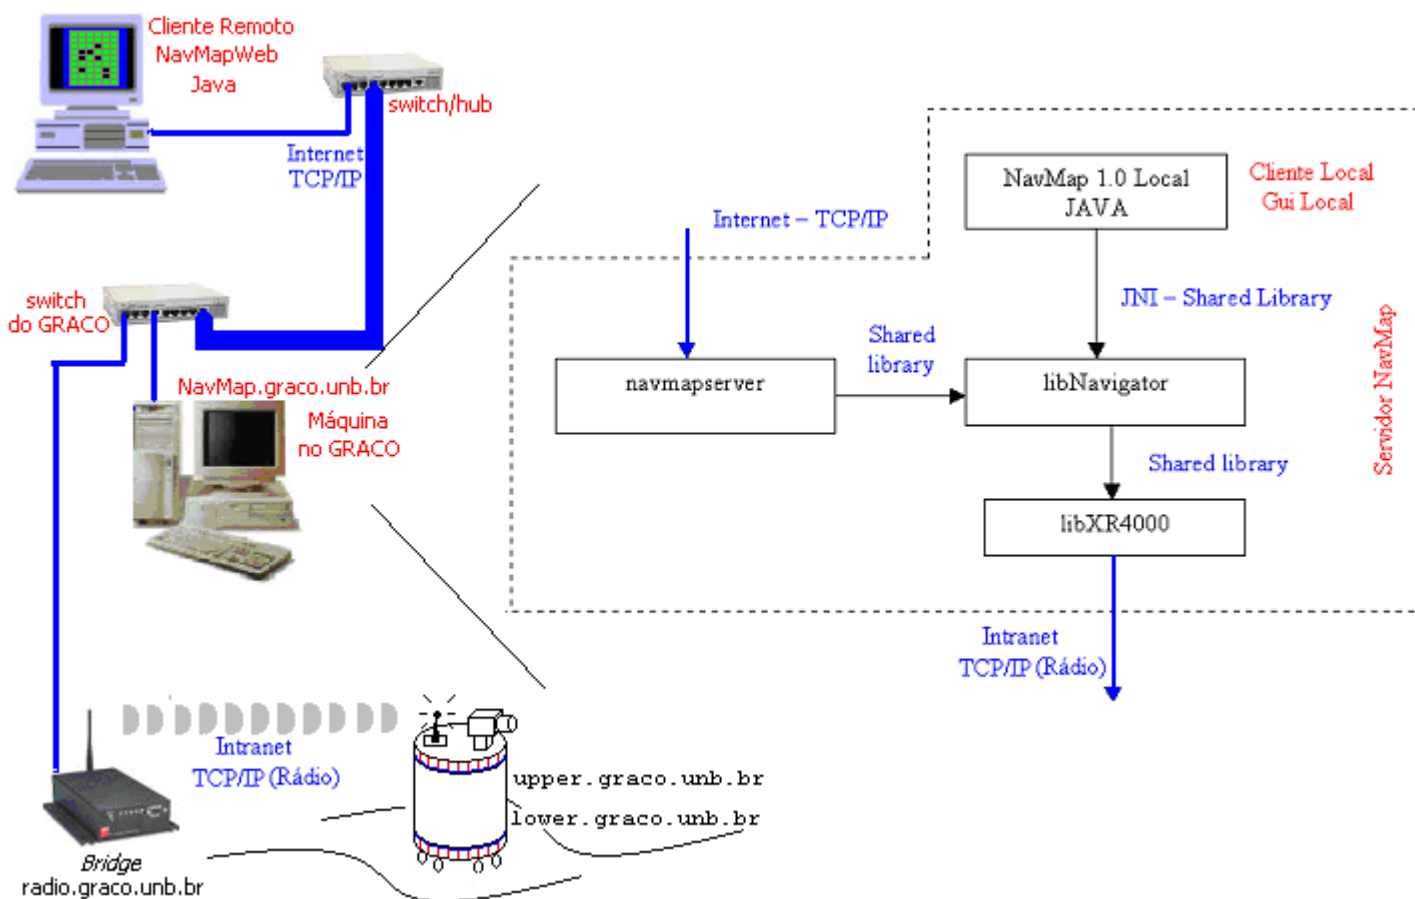 Cliente Remoto
NavMapWeb
Java
switch/hub
Internet
TCP/IP
switch
do GRACO
NavMap.graco.unb.br
Máquina
no GRACO
Intranet
TCP/IP (Rádio)
upper.graco.unb.br
lower.graco.unb.br
Bridge
radio.graco.unb.br
Internet – TCP/IP
NavMap 1.0 Local
JAVA
Cliente Local
Gui Local
JNI – Shared Library
Shared
library
navmapserver
libNavigator
Servidor NavMap
Shared library
libXR4000
Intranet
TCP/IP (Rádio)